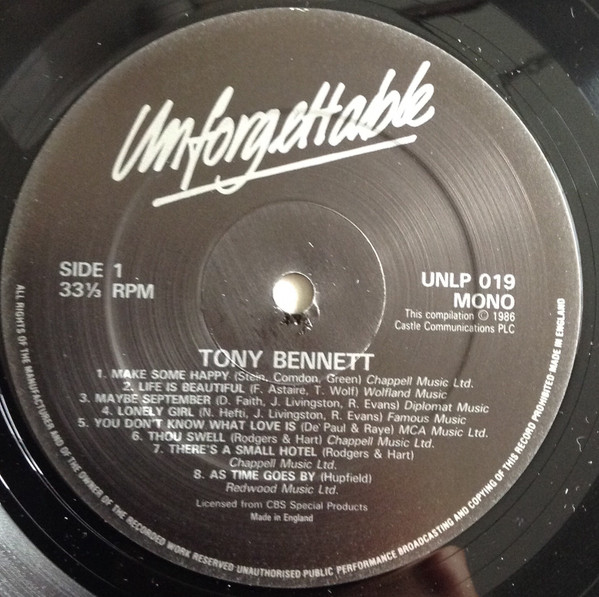 Unforgettable
SIDE 1
33⅓ RPM
UNLP 019
MONO
This compilation © 1986
Castle Communications PLC
TONY BENNETT
1. MAKE SOME HAPPY (Stein, Comdon, Green) Chappell Music Ltd.
2. LIFE IS BEAUTIFUL (F. Astaire, T. Wolf) Wolfland Music
3. MAYBE SEPTEMBER (D. Faith, J. Livingston, R. Evans) Diplomat Music
4. LONELY GIRL (N. Hefti, J. Livingston, R. Evans) Famous Music
5. YOU DON'T KNOW WHAT LOVE IS (De' Paul & Raye) MCA Music Ltd.
6. THOU SWELL (Rodgers & Hart) Chappell Music Ltd.
7. THERE'S A SMALL HOTEL (Rodgers & Hart)
Chappell Music Ltd.
8. AS TIME GOES BY (Hupfield)
Redwood Music Ltd.
Licensed from CBS Special Products
Made in England
ALL RIGHTS OF THE MANUFACTURER AND OF THE OWNER OF THE RECORDED WORK RESERVED UNAUTHORISED PUBLIC PERFORMANCE BROADCASTING AND COPYING OF THIS RECORD PROHIBITED MADE IN ENGLAND